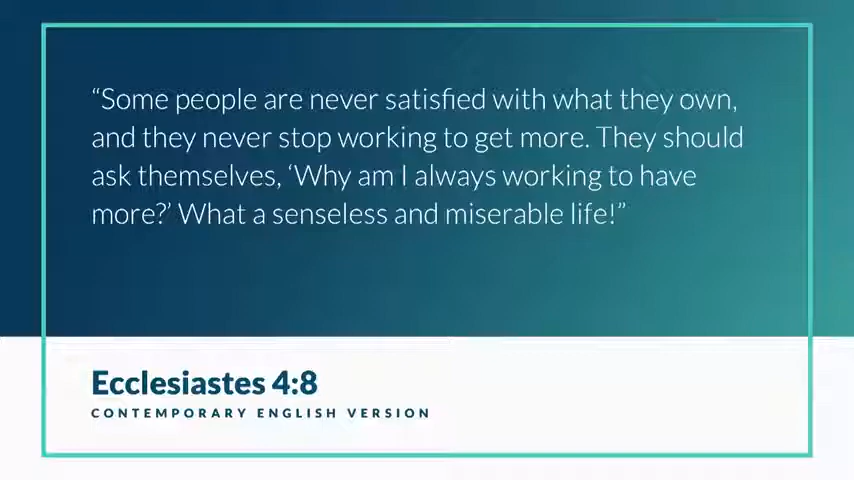 “Some people are never satisfied with what they own,
and they never stop working to get more. They should
ask themselves, ‘Why am I always working to have
more?’ What a senseless and miserable life!”
Ecclesiastes 4:8
CONTEMPORARY ENGLISH VERSION